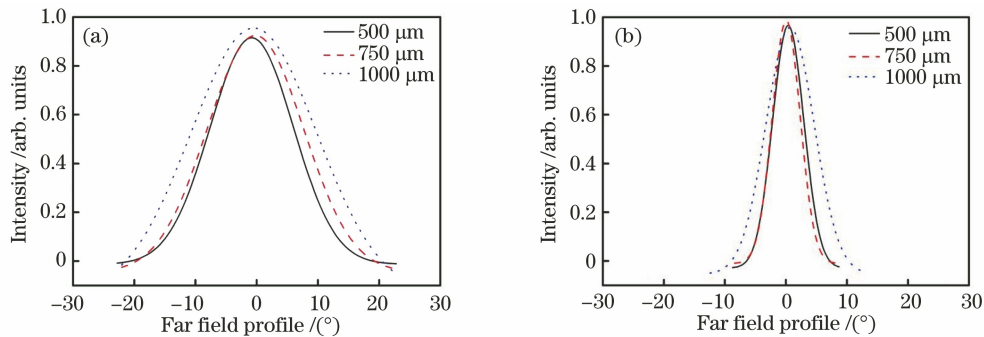 (a)
500 μm
750 μm
1000 μm
1.0
0.8
0.6
0.4
0.2
0
Intensity /arb. units
−30
−20
−10
0
10
20
30
Far field profile /(°)
(b)
500 μm
750 μm
1000 μm
1.0
0.8
0.6
0.4
0.2
0
Intensity /arb. units
−30
−20
−10
0
10
20
30
Far field profile /(°)